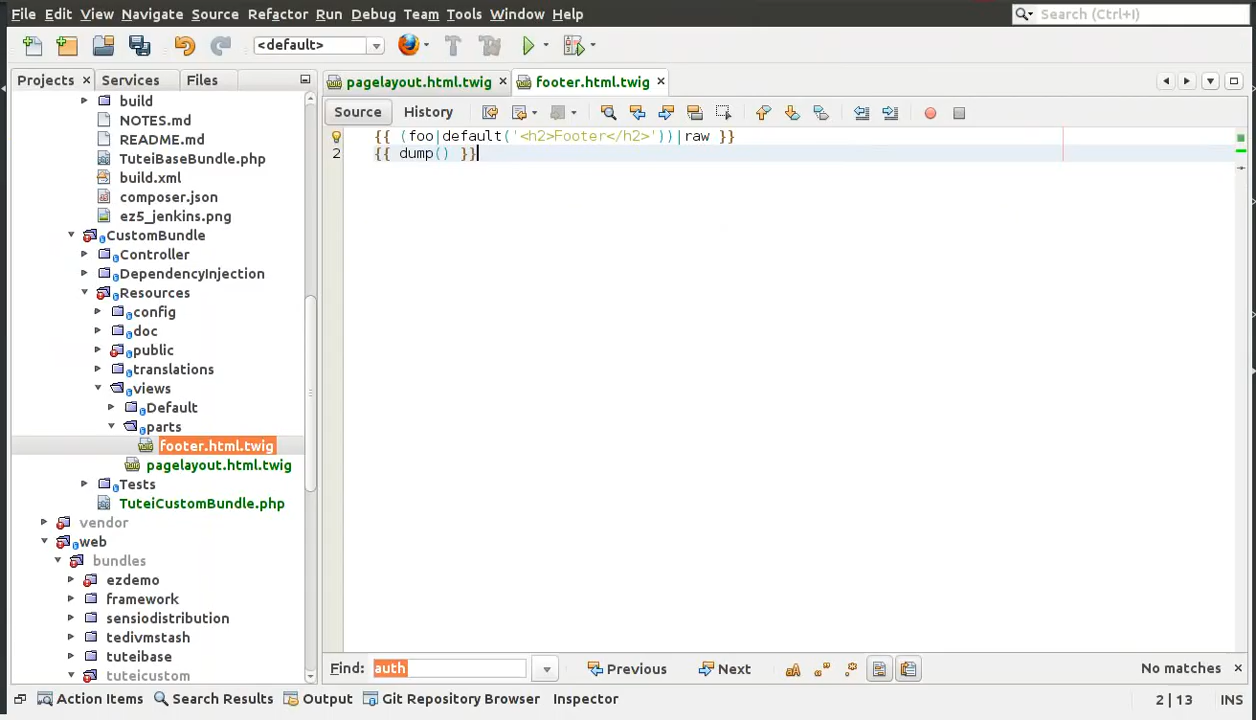 File Edit View Navigate Source Refactor Run Debug Team Tools Window Help
Search (Ctrl+I)
<default>
Projects Services Files
build
NOTES.md
README.md
TuteiBaseBundle.php
build.xml
composer.json
ez5_jenkins.png
CustomBundle
Controller
DependencyInjection
Resources
config
doc
public
translations
views
Default
parts
footer.html.twig
pagelayout.html.twig
Tests
TuteiCustomBundle.php
vendor
web
bundles
ezdemo
framework
sensiodistribution
tedivmstash
tuteibase
tuteicustom
pagelayout.html.twig footer.html.twig
Source History
{{ (foo|default('<h2>Footer</h2>'))|raw }}
2 {{ dump() }}
Find: auth Previous Next No matches
Action Items Search Results Output Git Repository Browser Inspector 2 | 13 INS